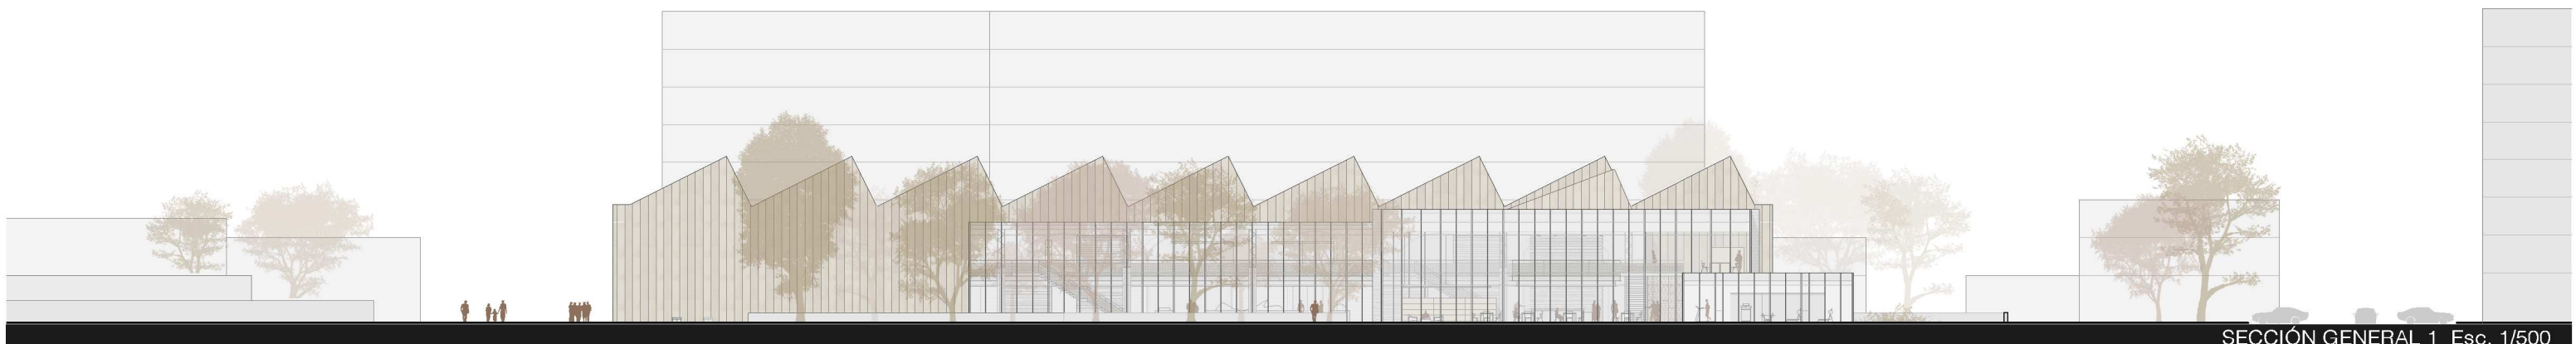 SECCIÓN GENERAL 1 Esc. 1/500